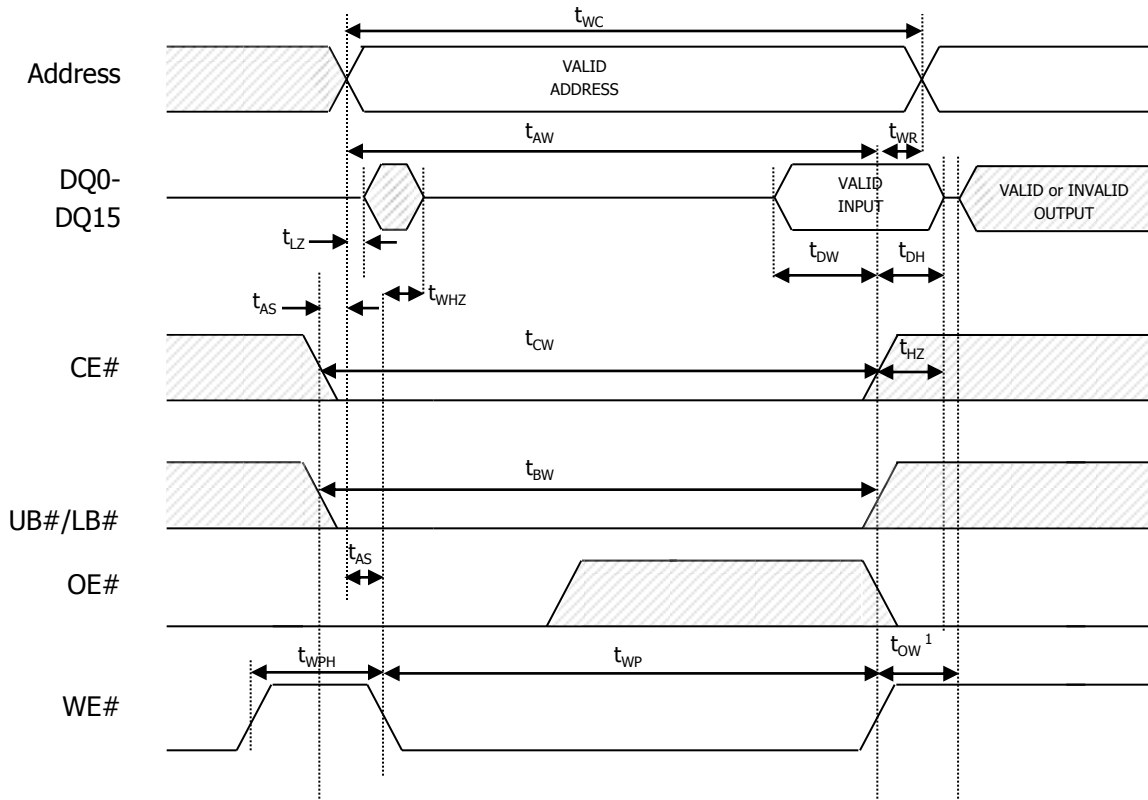 tWC
Address
VALID
ADDRESS
tAW
tWR
DQ0-
DQ15
VALID
INPUT
VALID or INVALID
OUTPUT
tLZ
tDW
tDH
tAS
tWHZ
CE#
tCW
tHZ
UB#/LB#
tBW
tAS
OE#
tWPH
tWP
tOW 1
WE#